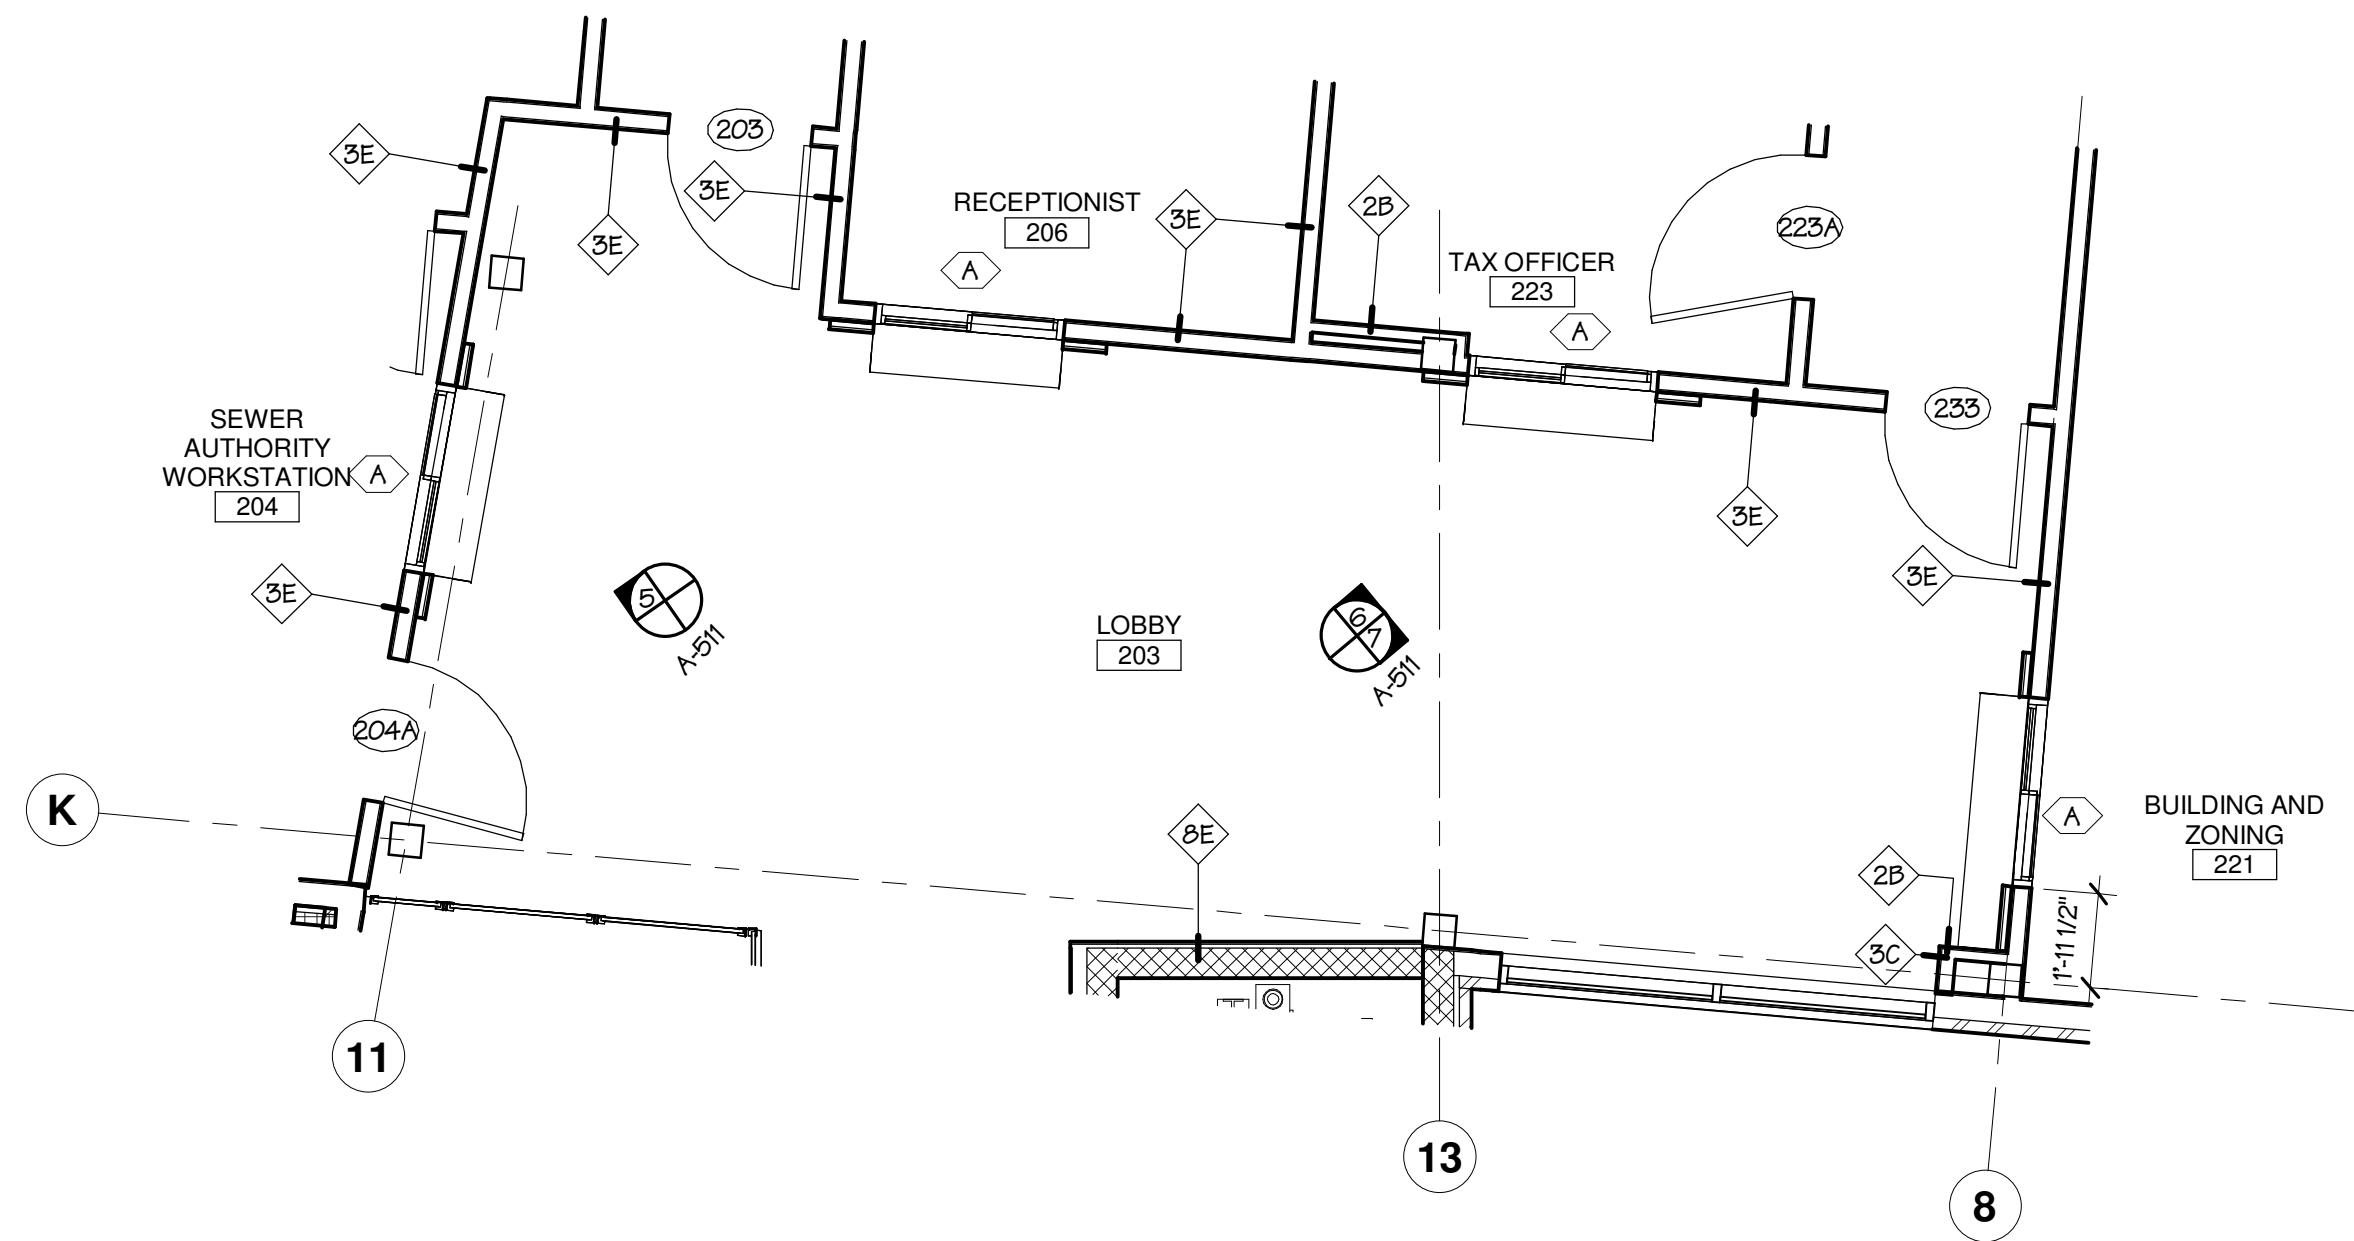 203
3E
3E
3E
RECEPTIONIST
206
3E
2B
A
TAX OFFICER
223
A
223A
233
SEWER
AUTHORITY
WORKSTATION
204
A
3E
3E
3E
5
A-511
LOBBY
203
6
7
A-511
204A
K
8E
A
BUILDING AND
ZONING
221
2B
3C
1'-11 1/2"
11
13
8